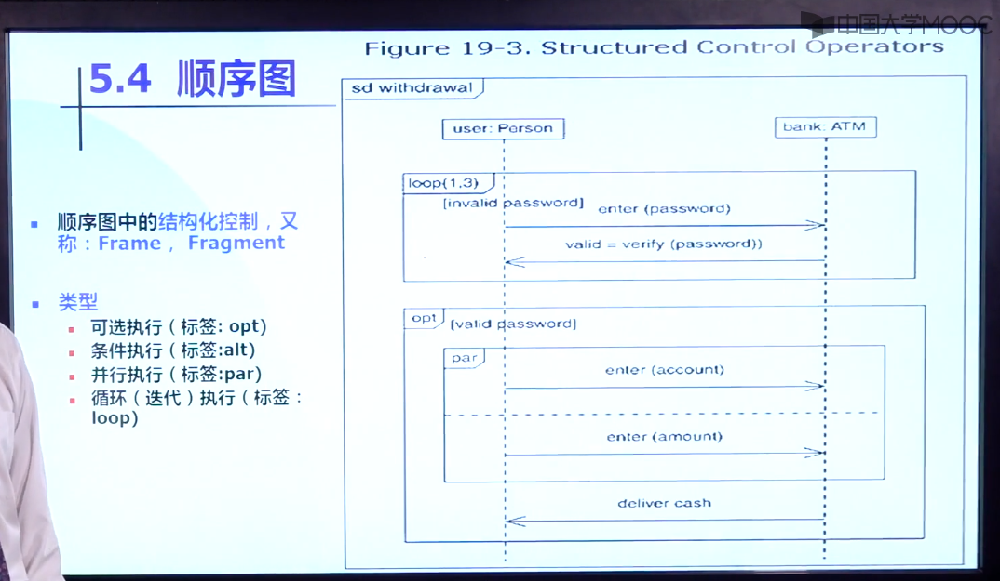 中国大学MOOC
Figure 19-3. Structured Control Operators
5.4 顺序图
顺序图中的结构化控制，又
称：Frame， Fragment
类型
可选执行（标签: opt)
条件执行（标签:alt)
并行执行（标签:par)
循环（迭代）执行（标签：
loop)
sd withdrawal
user: Person
bank: ATM
loop(1,3)
[invalid password]
enter (password)
valid = verify (password))
opt
[valid password]
par
enter (account)
enter (amount)
deliver cash